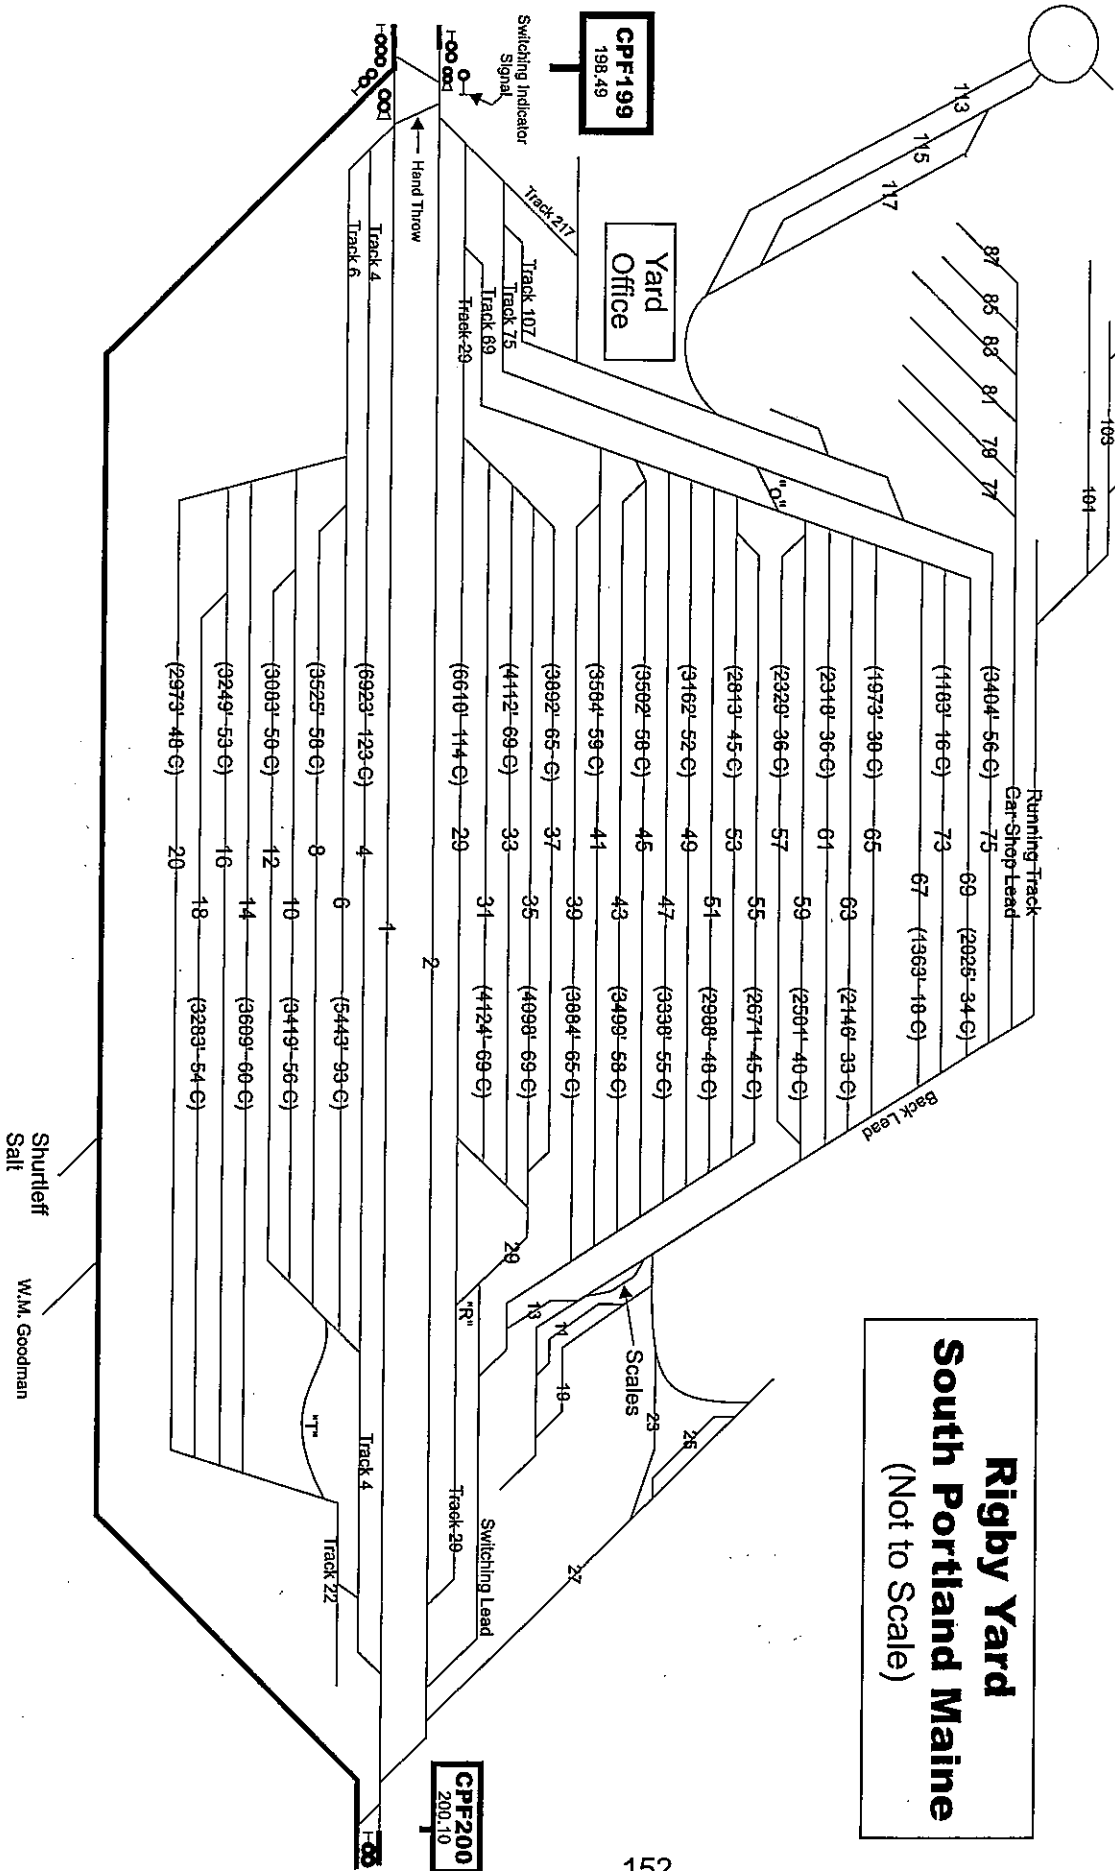 Rigby Yard
South Portland Maine
(Not to Scale)
113
115
117
87
85
83
81
79
77
103
101
CPF199
198.49
Switching Indicator
Signal
Hand Throw
Yard
Office
Track 217
Track 107
Track 75
Track 69
Track 29
Track 4
Track 6
"O"
Running Track
Car Shop Lead
(3404' 56 C) 75
69 (2025' 34 C)
(1183' 16 C) 73
67 (1363' 18 C)
(1973' 30 C) 65
63 (2146' 33 C)
(2318' 36 C) 61
59 (2501' 40 C)
(2329' 36 C) 57
55 (2671' 45 C)
(2813' 45 C) 53
51 (2988' 48 C)
(3162' 52 C) 49
47 (3338' 55 C)
(3502' 58 C) 45
43 (3499' 58 C)
(3584' 59 C) 41
39 (3884' 65 C)
(3892' 65 C) 37
35 (4098' 69 C)
(4112' 69 C) 33
31 (4124' 69 C)
(6610' 114 C) 29
2
1
(6923' 123 C) 4
6 (5443' 93 C)
(3525' 58 C) 8
10 (3419' 56 C)
(3083' 50 C) 12
14 (3609' 60 C)
(3249' 53 C) 16
18 (3283' 54 C)
(2973' 48 C) 20
Back Lead
29
"R"
13
11
19
Scales
23
25
27
Track 29
Switching Lead
"T"
Track 4
Track 22
CPF200
200.10
Shurtleff
Salt
W.M. Goodman
152